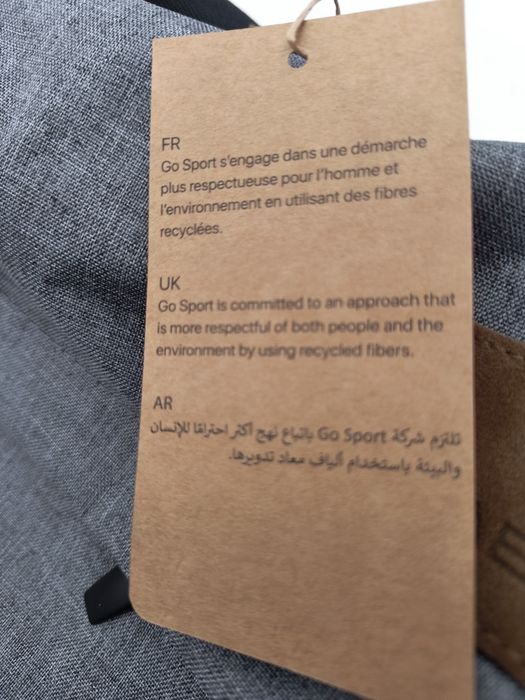 FR
Go Sport s'engage dans une démarche
plus respectueuse pour l'homme et
l'environnement en utilisant des fibres
recyclées.
UK
Go Sport is committed to an approach that
is more respectful of both people and the
environment by using recycled fibers.
AR
تلتزم شركة Go Sport باتباع نهج أكثر احترامًا للإنسان
والبيئة باستخدام ألياف معاد تدويرها.